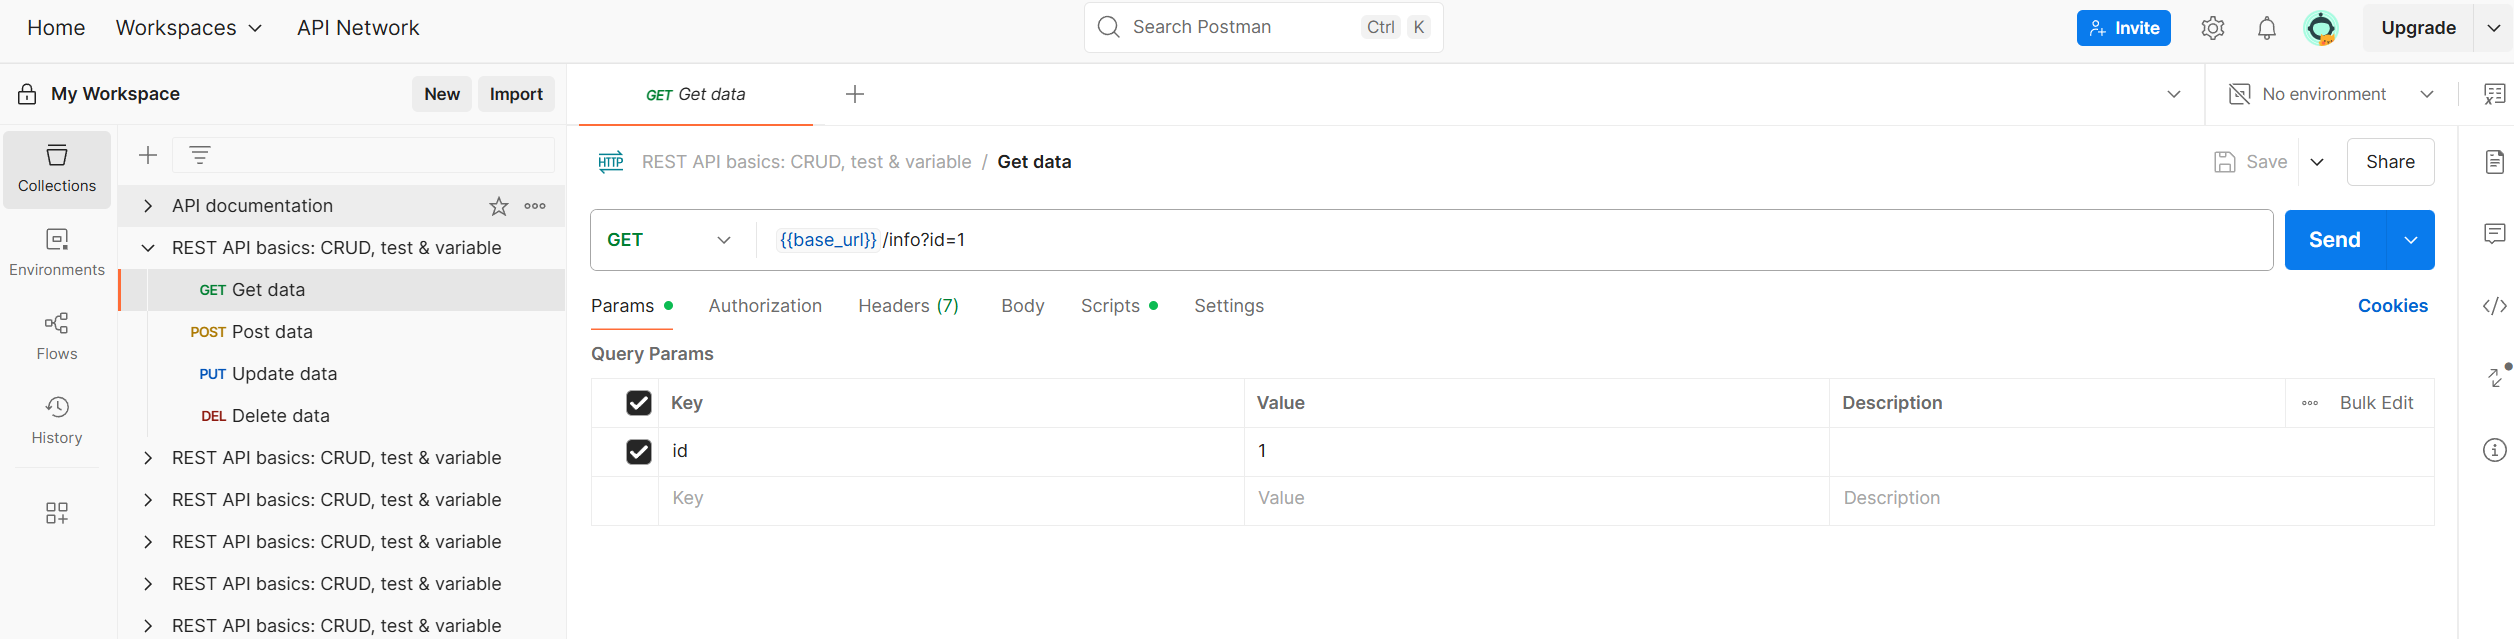 Home Workspaces API Network Search Postman Ctrl K Invite Upgrade
My Workspace New Import GET Get data No environment
Collections
Environments
Flows
History
API documentation
REST API basics: CRUD, test & variable
GET Get data
POST Post data
PUT Update data
DEL Delete data
REST API basics: CRUD, test & variable
REST API basics: CRUD, test & variable
REST API basics: CRUD, test & variable
REST API basics: CRUD, test & variable
REST API basics: CRUD, test & variable
HTTP REST API basics: CRUD, test & variable / Get data Save Share
GET {{base_url}} /info?id=1 Send
Params Authorization Headers (7) Body Scripts Settings Cookies
Query Params
Key Value Description Bulk Edit
id 1
Key Value Description